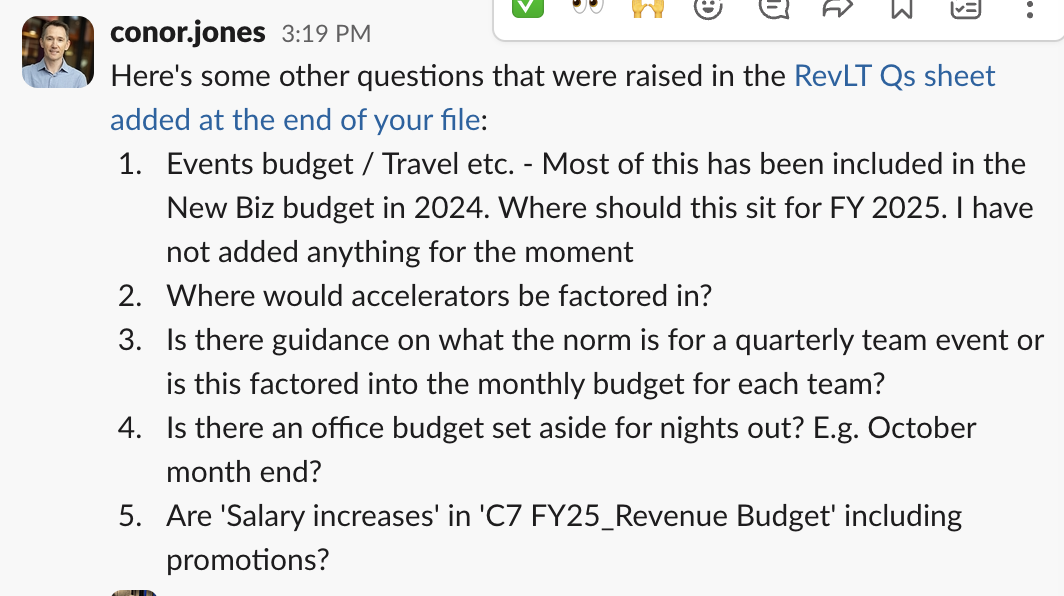 conor.jones 3:19 PM
Here's some other questions that were raised in the RevLT Qs sheet
added at the end of your file:
1. Events budget / Travel etc. - Most of this has been included in the
New Biz budget in 2024. Where should this sit for FY 2025. I have
not added anything for the moment
2. Where would accelerators be factored in?
3. Is there guidance on what the norm is for a quarterly team event or
is this factored into the monthly budget for each team?
4. Is there an office budget set aside for nights out? E.g. October
month end?
5. Are 'Salary increases' in 'C7 FY25_Revenue Budget' including
promotions?